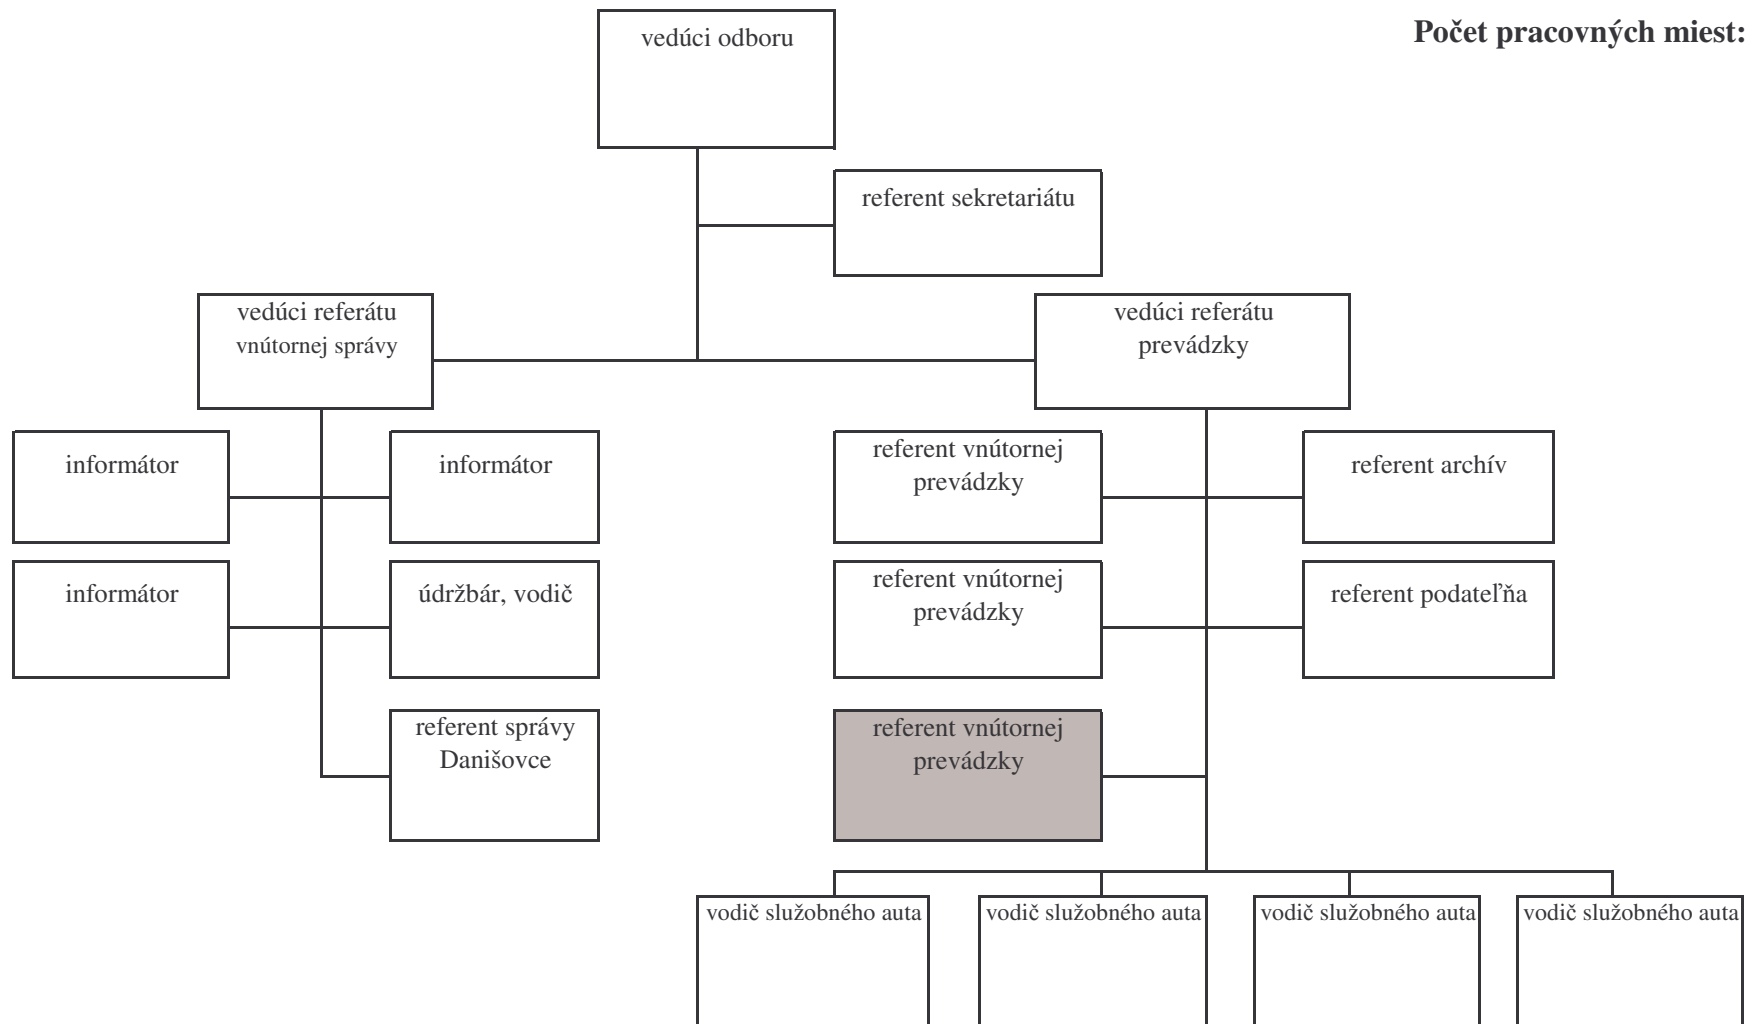 vedúci odboru
Počet pracovných miest:
referent sekretariátu
vedúci referátu
vnútornej správy
vedúci referátu
prevádzky
informátor
informátor
referent vnútornej
prevádzky
referent archív
informátor
údržbár, vodič
referent vnútornej
prevádzky
referent podateľňa
referent správy
Danišovce
referent vnútornej
prevádzky
vodič služobného auta
vodič služobného auta
vodič služobného auta
vodič služobného auta